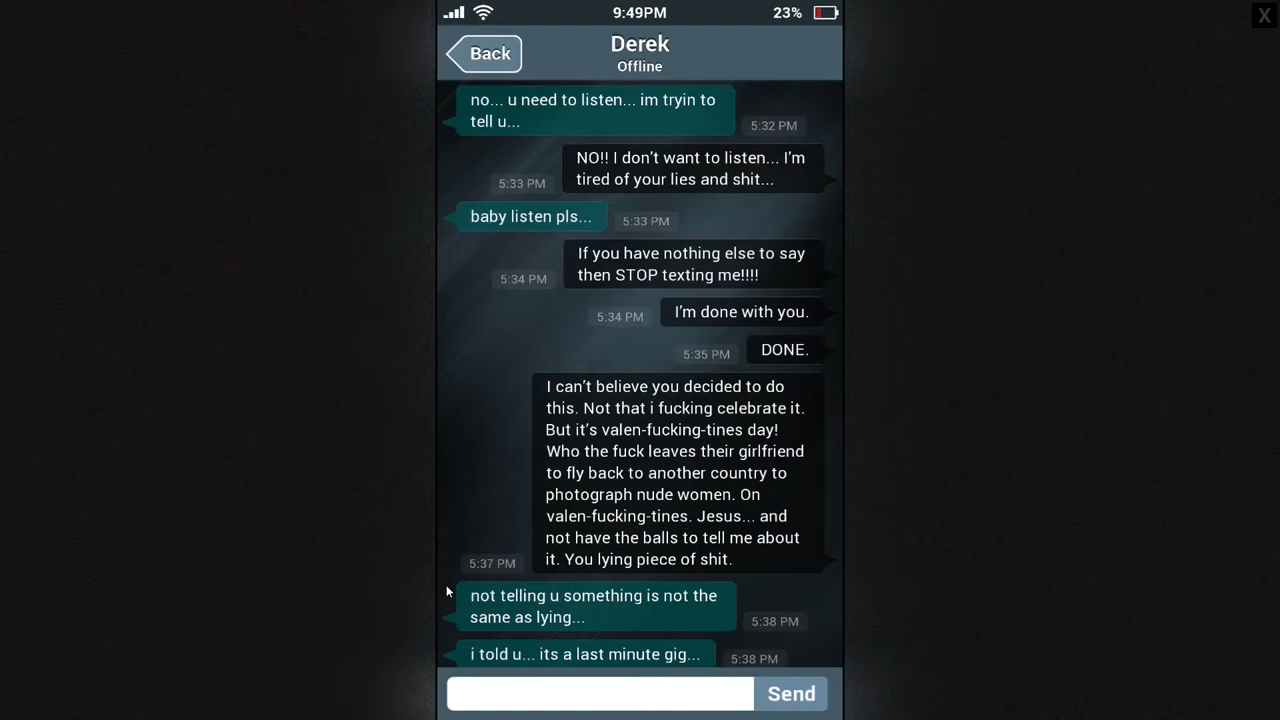 9:49PM
23%
X
Back
Derek
Offline
no... u need to listen... im tryin to
tell u...
5:32 PM
NO!! I don't want to listen... I'm
tired of your lies and shit...
5:33 PM
baby listen pls...
5:33 PM
If you have nothing else to say
then STOP texting me!!!!
5:34 PM
I'm done with you.
5:34 PM
DONE.
5:35 PM
I can't believe you decided to do
this. Not that i fucking celebrate it.
But it's valen-fucking-tines day!
Who the fuck leaves their girlfriend
to fly back to another country to
photograph nude women. On
valen-fucking-tines. Jesus... and
not have the balls to tell me about
it. You lying piece of shit.
5:37 PM
not telling u something is not the
same as lying...
5:38 PM
i told u... its a last minute gig...
5:38 PM
Send